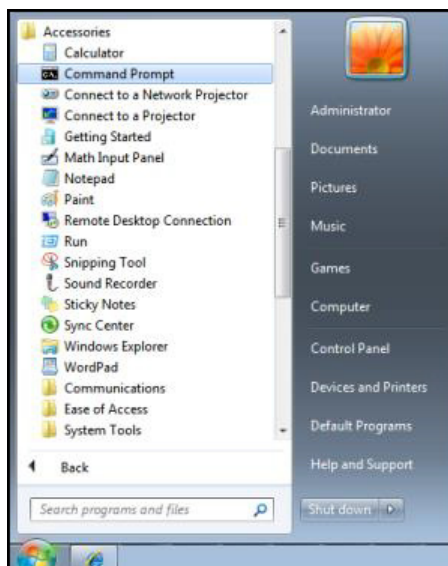 Accessories
Calculator
Command Prompt
Connect to a Network Projector
Connect to a Projector
Getting Started
Math Input Panel
Notepad
Paint
Remote Desktop Connection
Run
Snipping Tool
Sound Recorder
Sticky Notes
Sync Center
Windows Explorer
WordPad
Communications
Ease of Access
System Tools
Back
Search programs and files
Administrator
Documents
Pictures
Music
Games
Computer
Control Panel
Devices and Printers
Default Programs
Help and Support
Shut down